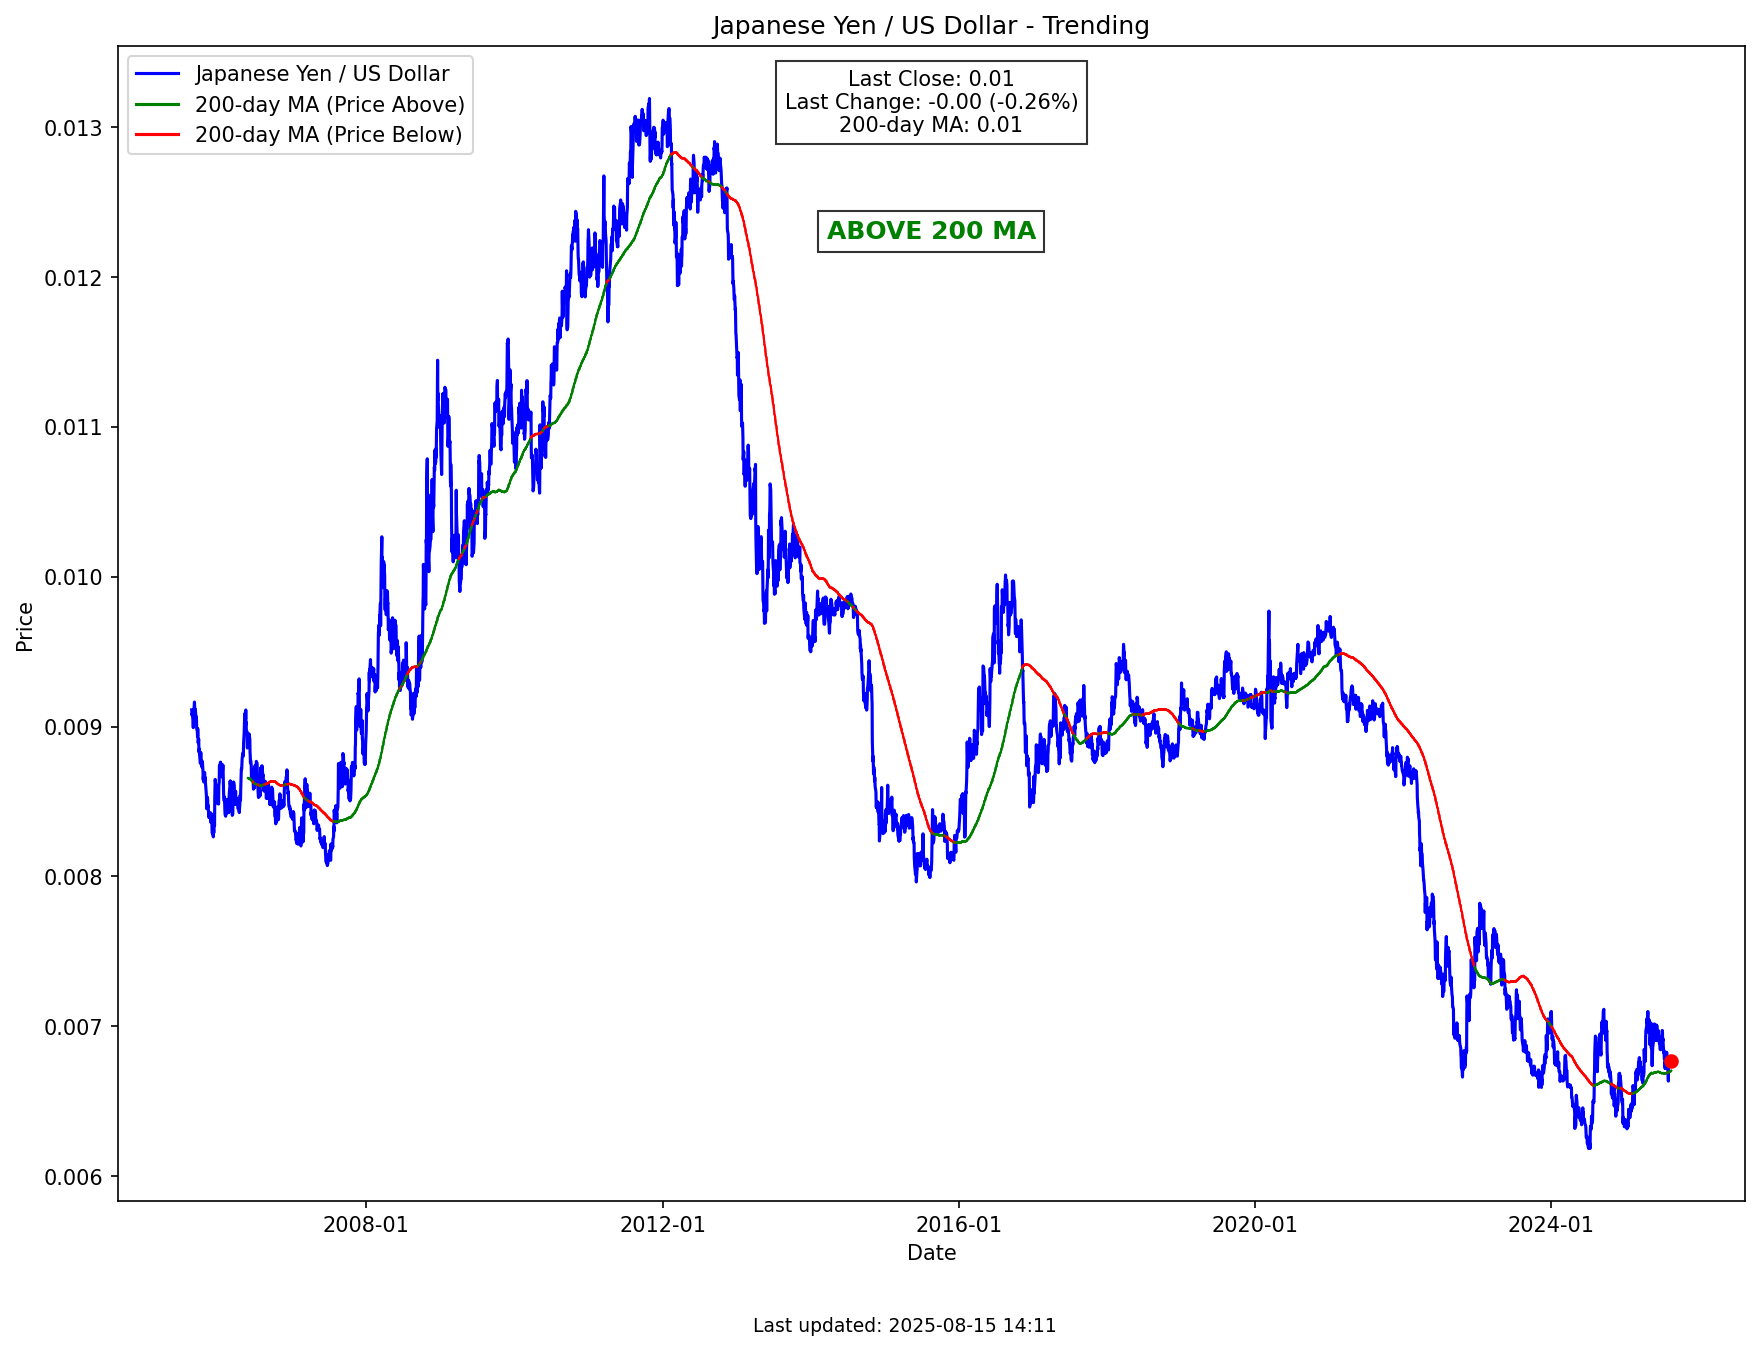 Japanese Yen / US Dollar - Trending
Japanese Yen / US Dollar
200-day MA (Price Above)
200-day MA (Price Below)
Last Close: 0.01
Last Change: -0.00 (-0.26%)
200-day MA: 0.01
ABOVE 200 MA
Price
0.013
0.012
0.011
0.010
0.009
0.008
0.007
0.006
2008-01
2012-01
2016-01
2020-01
2024-01
Date
Last updated: 2025-08-15 14:11